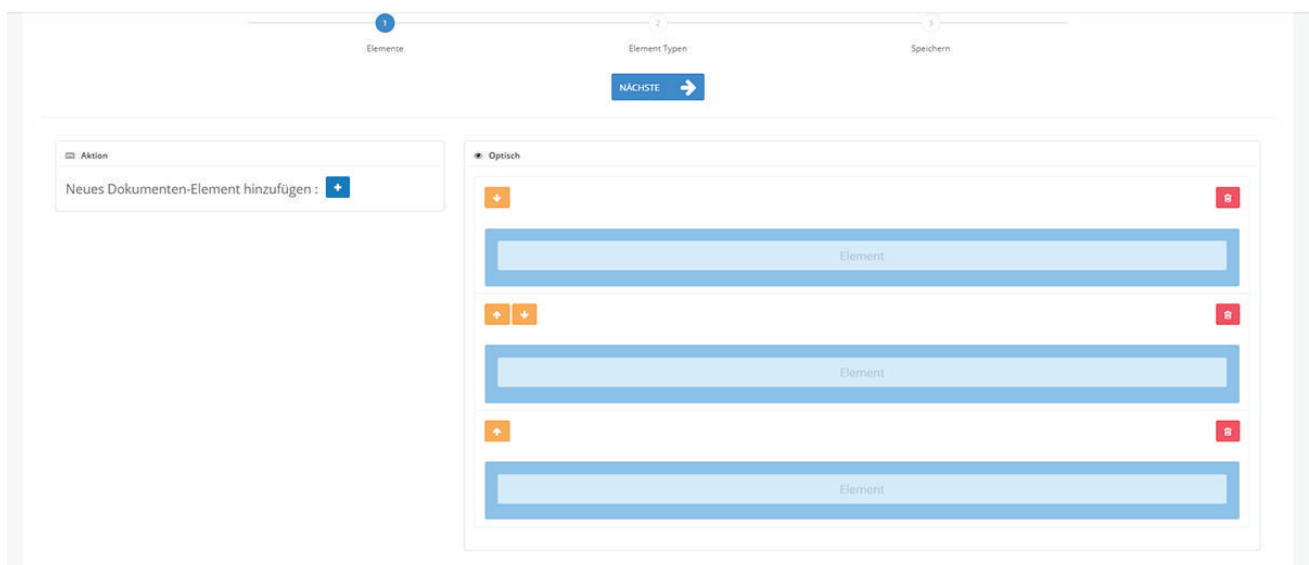 1
2
3
Elemente
Element Typen
Speichern
NÄCHSTE
Aktion
Neues Dokumenten-Element hinzufügen :
Optisch
Element
Element
Element